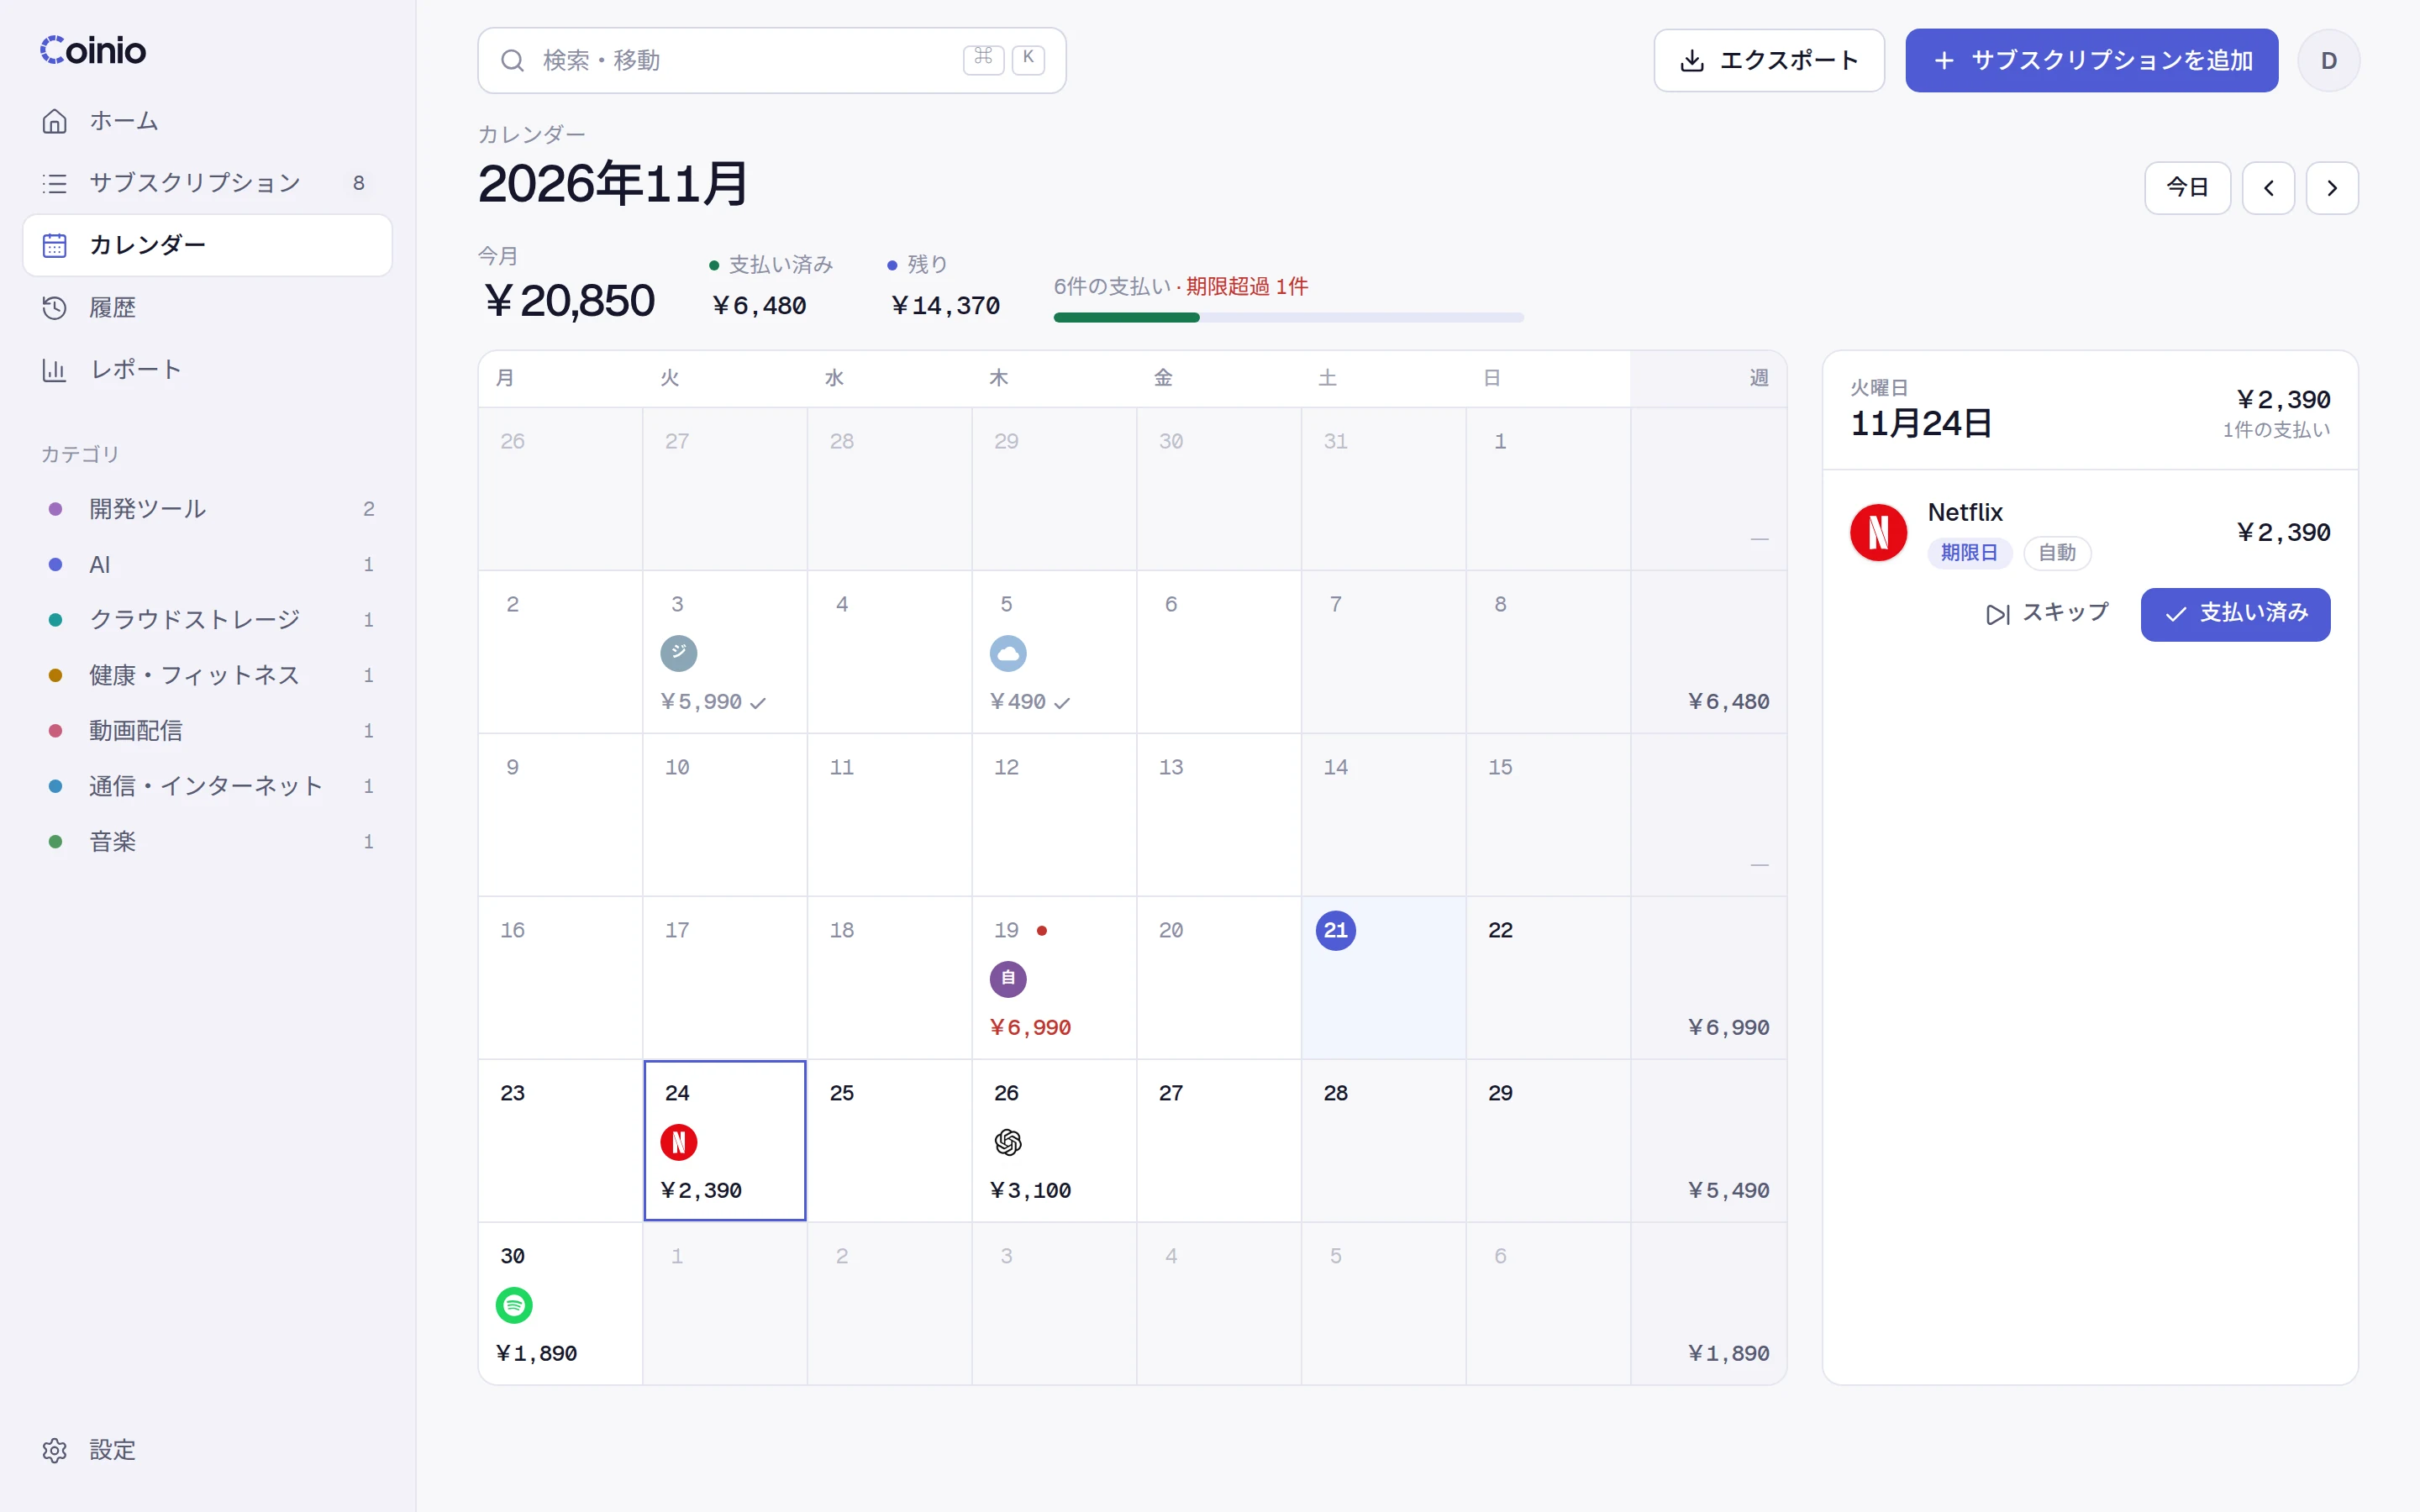 Coinio
ホーム
サブスクリプション 8
カレンダー
履歴
レポート
カテゴリ
開発ツール 2
AI 1
クラウドストレージ 1
健康・フィットネス 1
動画配信 1
通信・インターネット 1
音楽 1
設定
検索・移動 ⌘ K
エクスポート
サブスクリプションを追加
D
カレンダー
2026年11月
今日
今月
¥20,850
支払い済み
¥6,480
残り
¥14,370
6件の支払い · 期限超過 1件
月 火 水 木 金 土 日 週
26 27 28 29 30 31 1
—
2 3 4 5 6 7 8
ジ
¥5,990 ¥490 ¥6,480
9 10 11 12 13 14 15
—
16 17 18 19 20 21 22
自
¥6,990 ¥6,990
23 24 25 26 27 28 29
N
¥2,390 ¥3,100 ¥5,490
30 1 2 3 4 5 6
¥1,890 ¥1,890
火曜日
11月24日
¥2,390
1件の支払い
N
Netflix
期限日 自動
¥2,390
スキップ
支払い済み